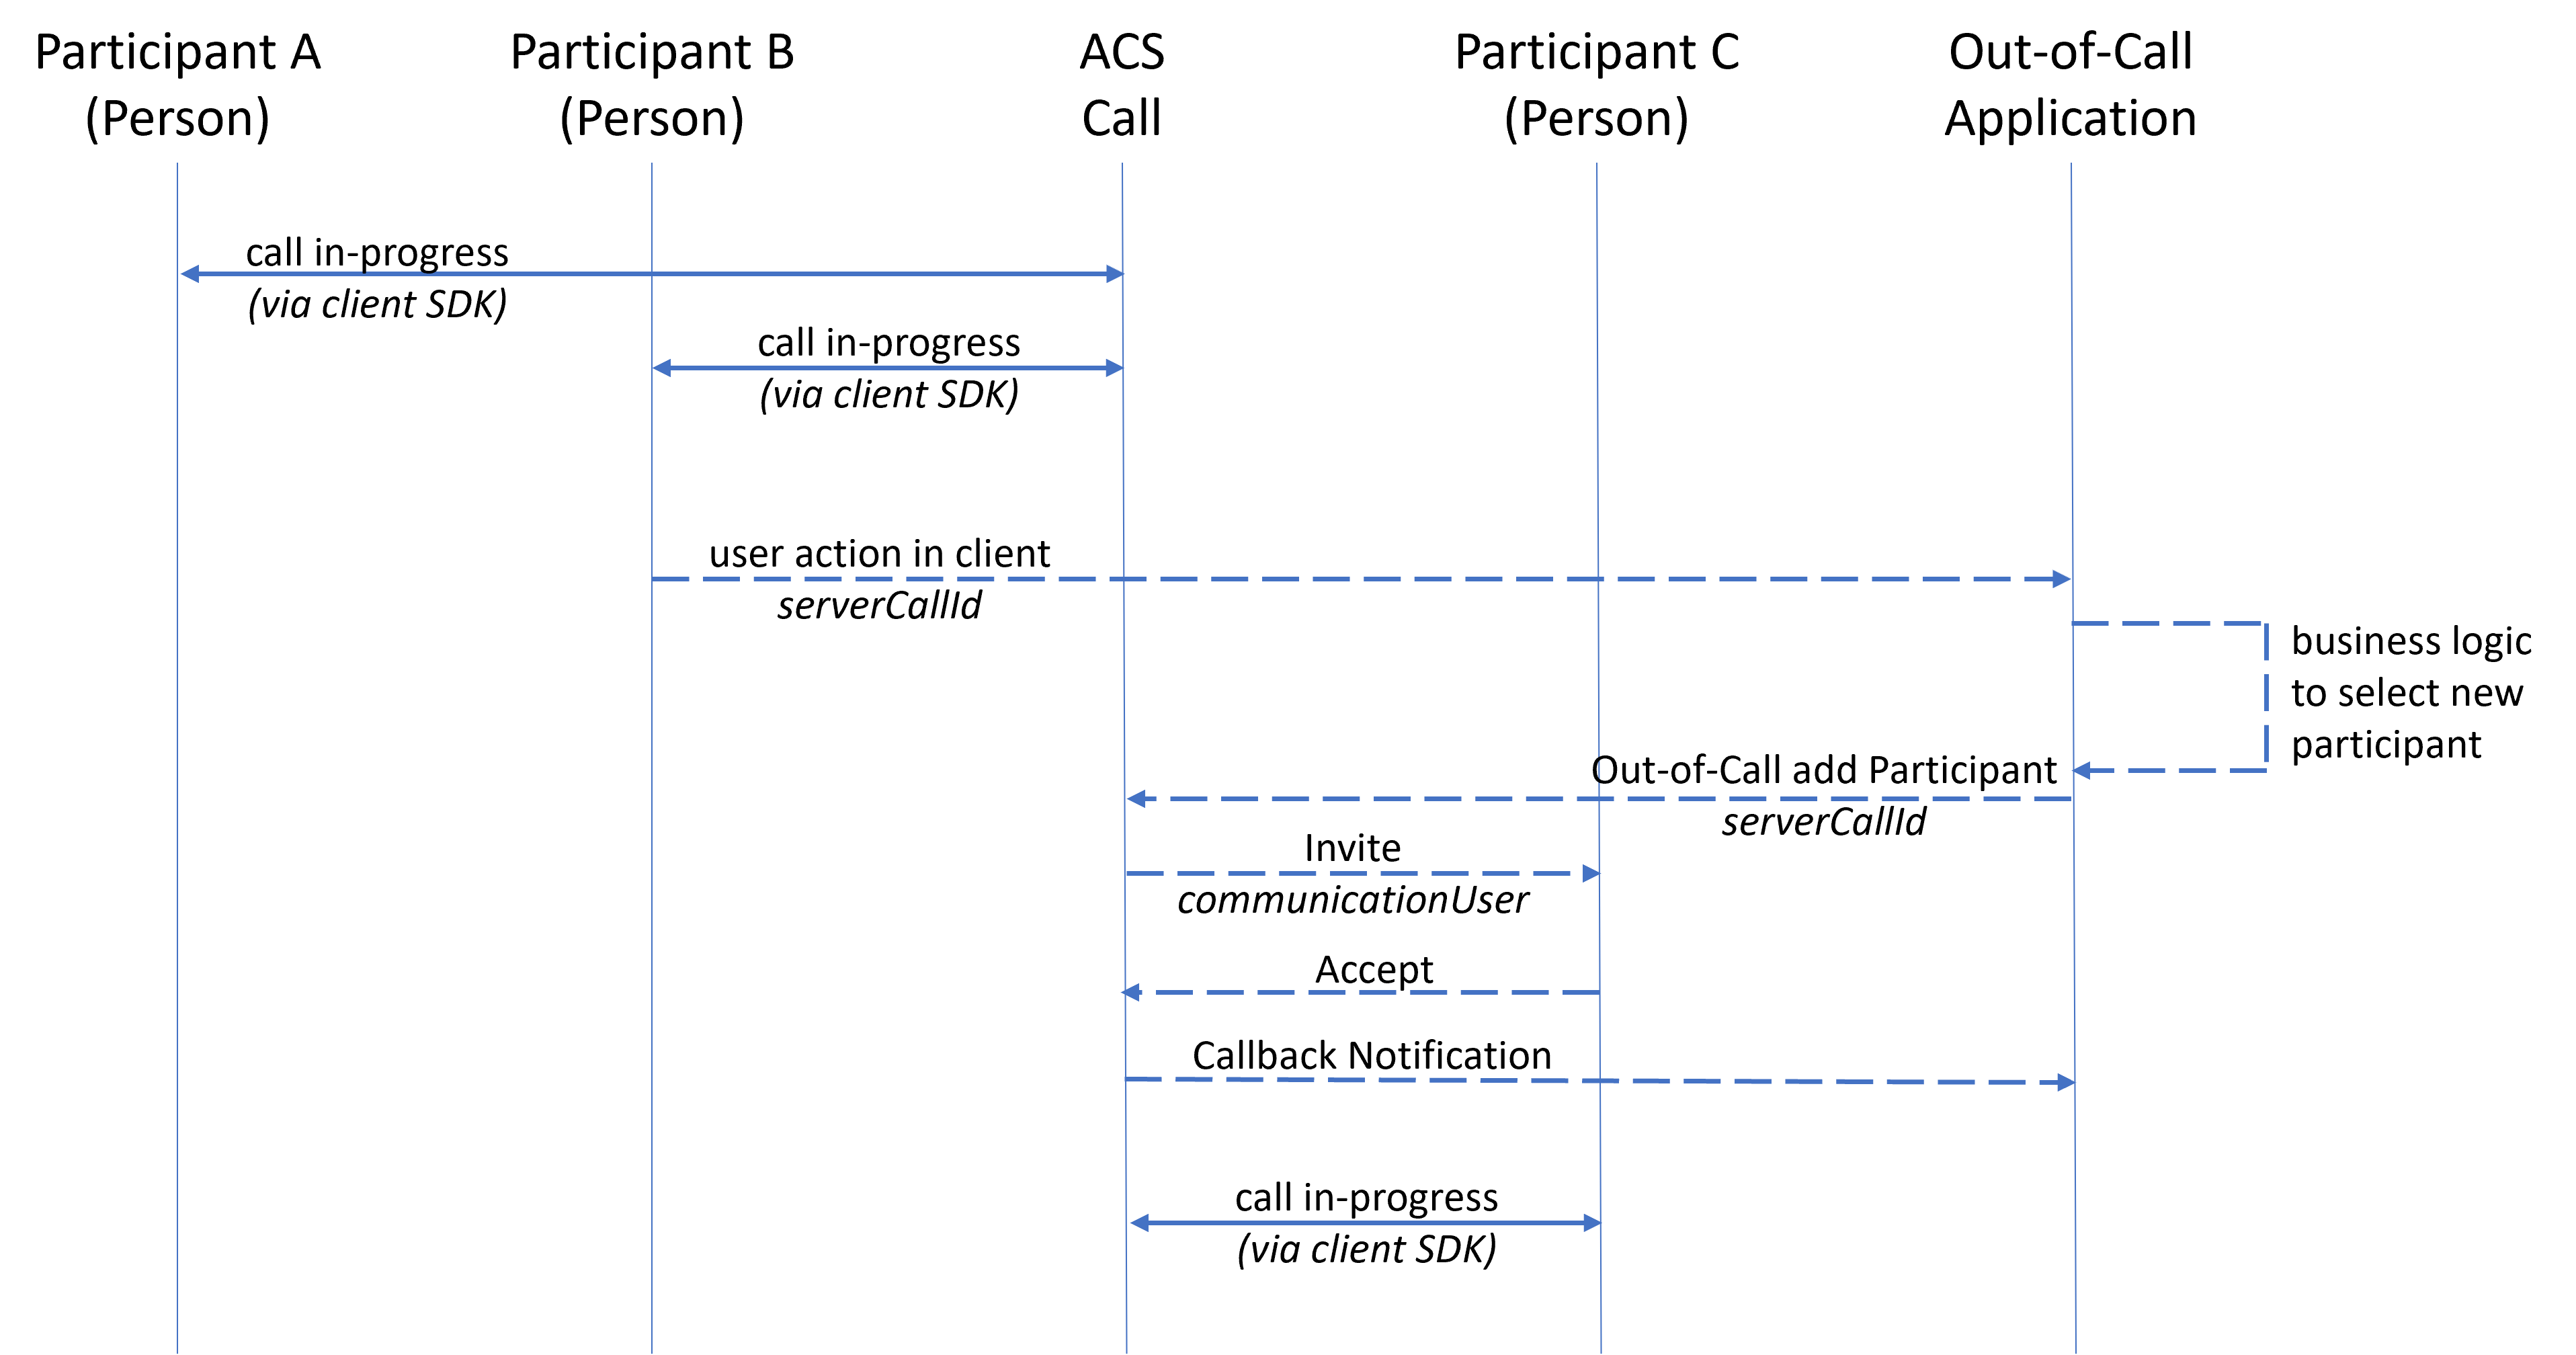 Participant A
(Person)
Participant B
(Person)
ACS
Call
Participant C
(Person)
Out-of-Call
Application
call in-progress
(via client SDK)
call in-progress
(via client SDK)
user action in client
serverCallId
business logic
to select new
participant
Out-of-Call add Participant
serverCallId
Invite
communicationUser
Accept
Callback Notification
call in-progress
(via client SDK)